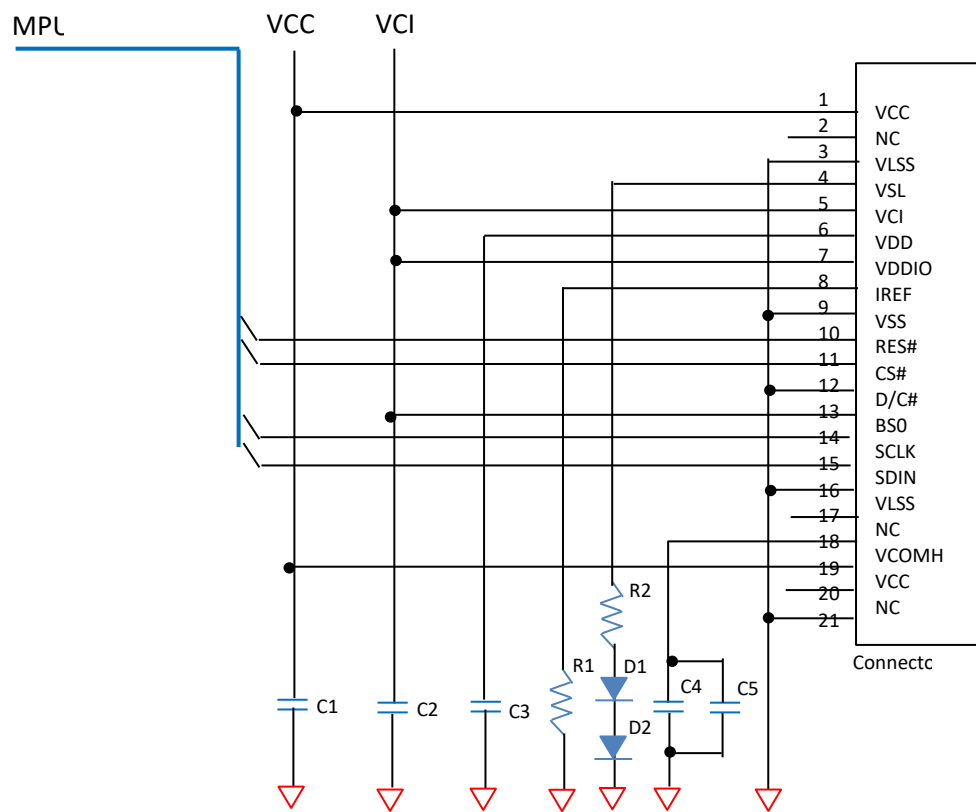 MPU VCC VCI
1 VCC
2 NC
3 VLSS
4 VSL
5 VCI
6 VDD
7 VDDIO
8 IREF
9 VSS
10 RES#
11 CS#
12 D/C#
13 BS0
14 SCLK
15 SDIN
16 VLSS
17 NC
18 VCOMH
19 VCC
20 NC
21
R2
Connectc
R1 D1
C1 C2 C3 C4 C5
D2